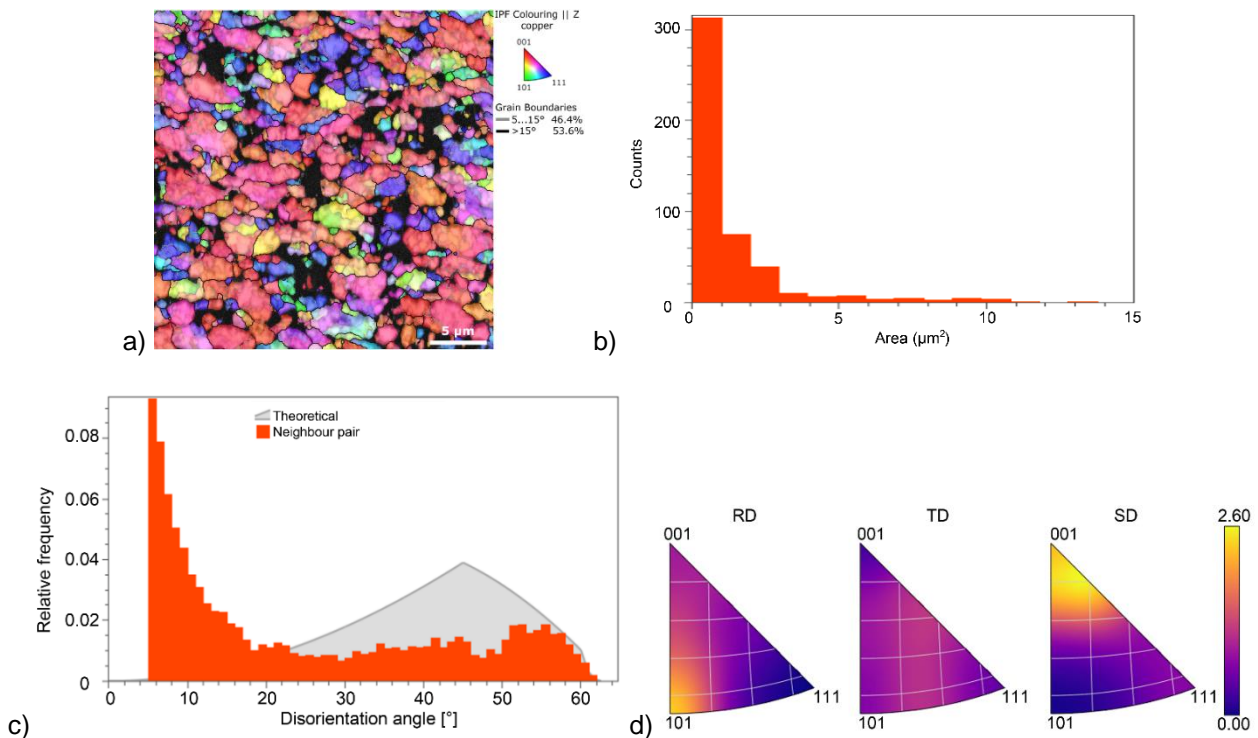 IPF Colouring || Z
copper
001
101
111
Grain Boundaries
5...15° 46.4%
>15° 53.6%
5 µm
a)
300
200
100
0
Counts
0
5
10
15
Area (µm²)
b)
Theoretical
Neighbour pair
0.08
0.06
0.04
0.02
0
Relative frequency
0
10
20
30
40
50
60
Disorientation angle [°]
c)
RD
TD
SD
2.60
001
001
001
111
111
111
101
101
101
0.00
d)